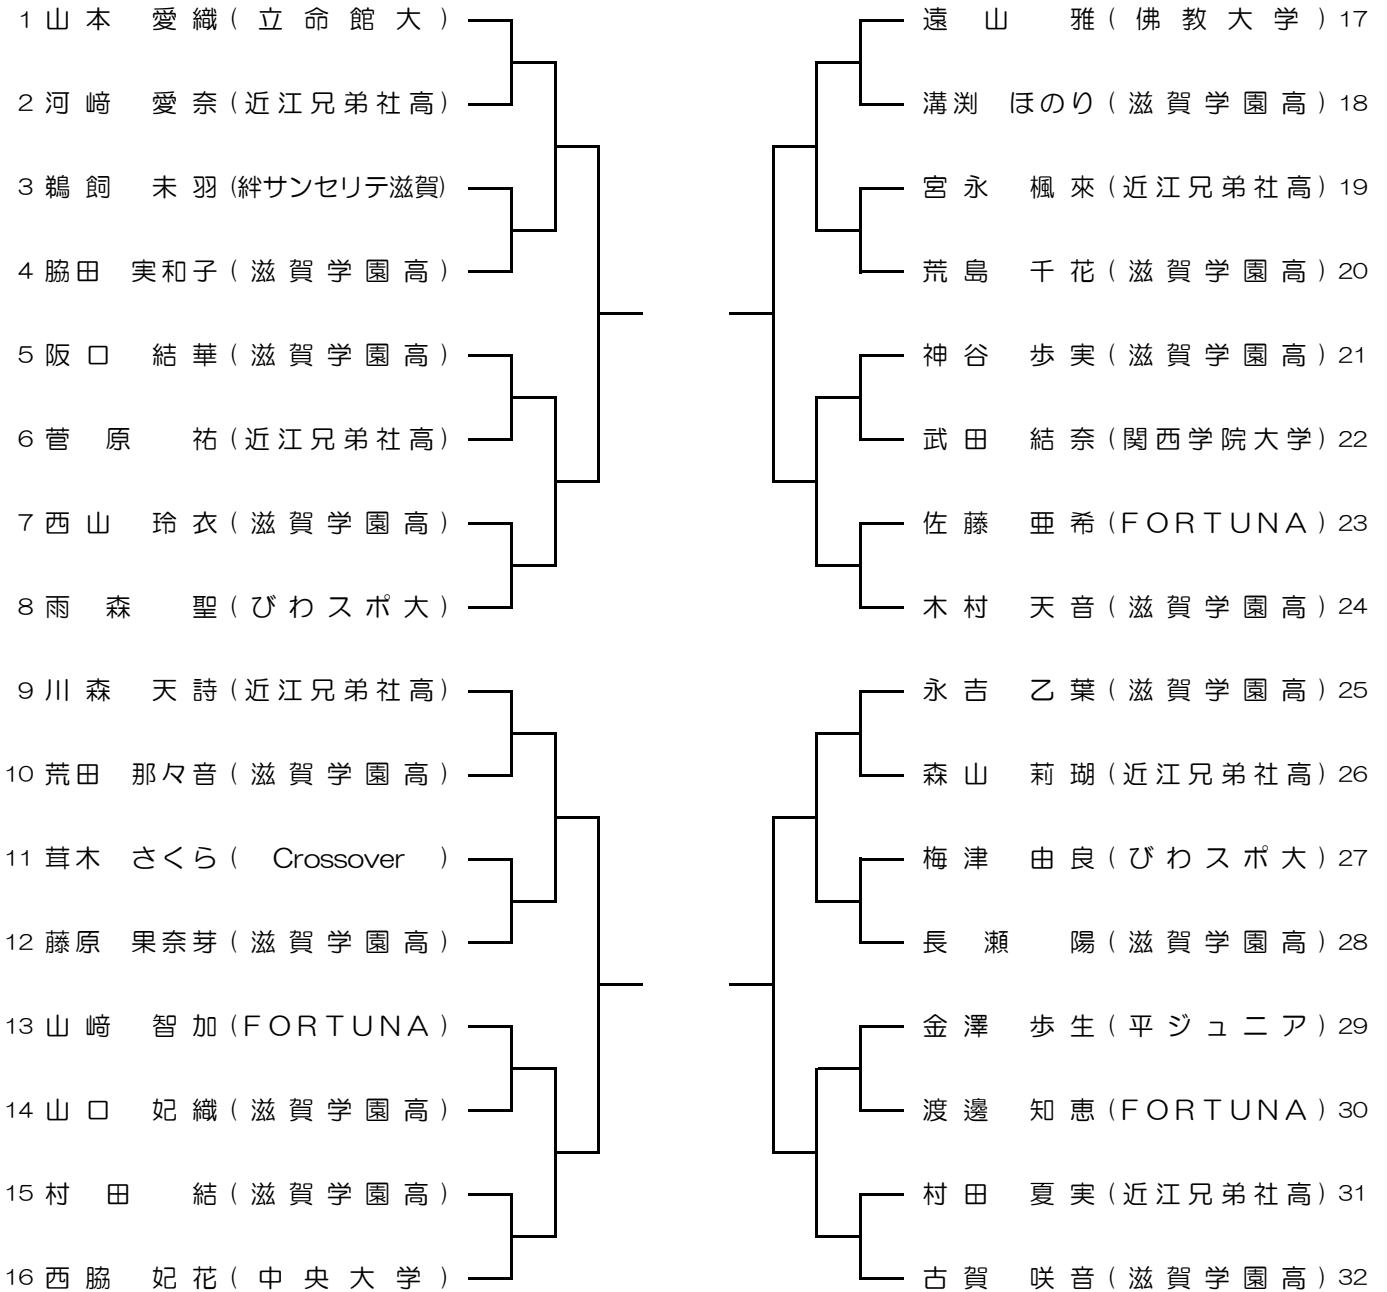 1 山本 愛織 (立命館大)
2 河﨑 愛奈 (近江兄弟社高)
3 鵜飼 未羽 (絆サンセリテ滋賀)
4 脇田 実和子 (滋賀学園高)
5 阪口 結華 (滋賀学園高)
6 菅原 祐 (近江兄弟社高)
7 西山 玲衣 (滋賀学園高)
8 雨森 聖 (びわスポ大)
9 川森 天詩 (近江兄弟社高)
10 荒田 那々音 (滋賀学園高)
11 茸木 さくら (Crossover)
12 藤原 果奈芽 (滋賀学園高)
13 山﨑 智加 (FORTUNA)
14 山口 妃織 (滋賀学園高)
15 村田 結 (滋賀学園高)
16 西脇 妃花 (中央大学)
遠山 雅 (佛教大学) 17
溝渕 ほのり (滋賀学園高) 18
宮永 楓來 (近江兄弟社高) 19
荒島 千花 (滋賀学園高) 20
神谷 歩実 (滋賀学園高) 21
武田 結奈 (関西学院大学) 22
佐藤 亜希 (FORTUNA) 23
木村 天音 (滋賀学園高) 24
永吉 乙葉 (滋賀学園高) 25
森山 莉瑚 (近江兄弟社高) 26
梅津 由良 (びわスポ大) 27
長瀬 陽 (滋賀学園高) 28
金澤 歩生 (平ジュニア) 29
渡邊 知恵 (FORTUNA) 30
村田 夏実 (近江兄弟社高) 31
古賀 咲音 (滋賀学園高) 32